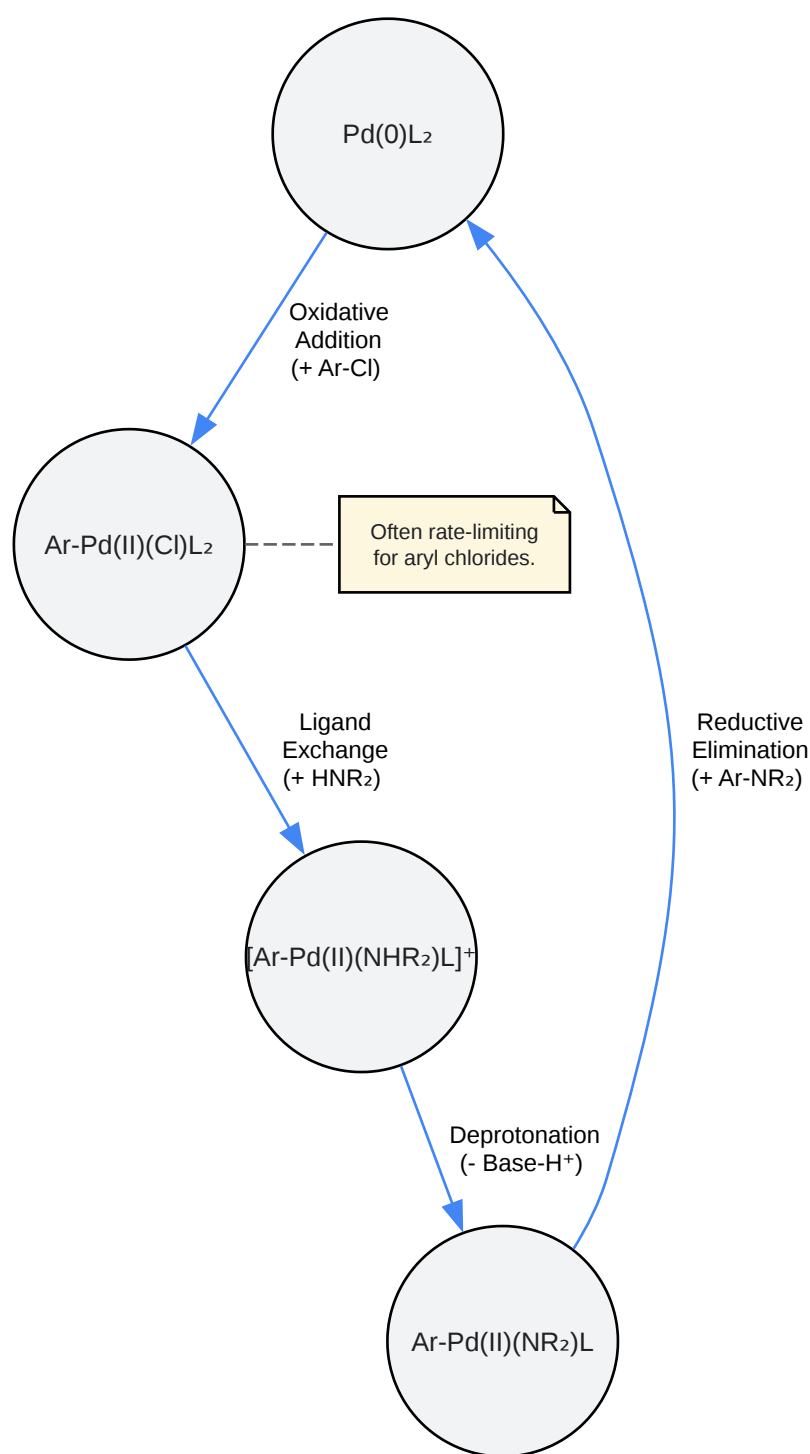 Pd(0)L₂
Oxidative
Addition
(+ Ar-Cl)
Ar-Pd(II)(Cl)L₂
Often rate-limiting
for aryl chlorides.
Ligand
Exchange
(+ HNR₂)
Reductive
Elimination
(+ Ar-NR₂)
[Ar-Pd(II)(NHR₂)L]⁺
Deprotonation
(- Base-H⁺)
Ar-Pd(II)(NR₂)L